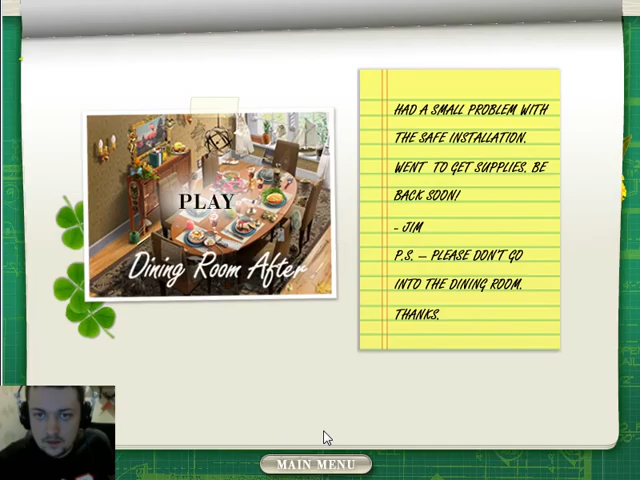 PLAY
Dining Room After
HAD A SMALL PROBLEM WITH
THE SAFE INSTALLATION.
WENT TO GET SUPPLIES. BE
BACK SOON!
- JIM
P.S. – PLEASE DON'T GO
INTO THE DINING ROOM.
THANKS.
MAIN MENU